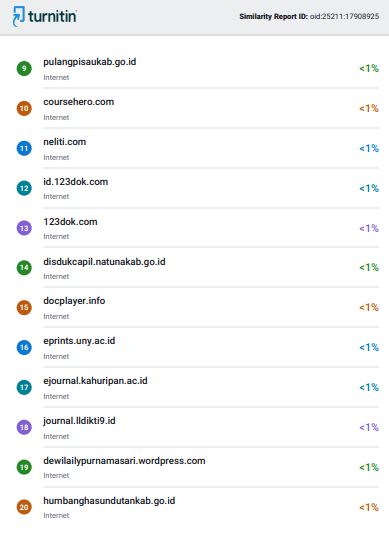 turnitin
Similarity Report ID: oid:25211:17908925
9 pulangpisaukab.go.id <1%
Internet
10 coursehero.com <1%
Internet
11 neliti.com <1%
Internet
12 id.123dok.com <1%
Internet
13 123dok.com <1%
Internet
14 disdukcapil.natunakab.go.id <1%
Internet
15 docplayer.info <1%
Internet
16 eprints.uny.ac.id <1%
Internet
17 ejournal.kahuripan.ac.id <1%
Internet
18 journal.lldikti9.id <1%
Internet
19 dewilailypurnamasari.wordpress.com <1%
Internet
20 humbanghasundutankab.go.id <1%
Internet